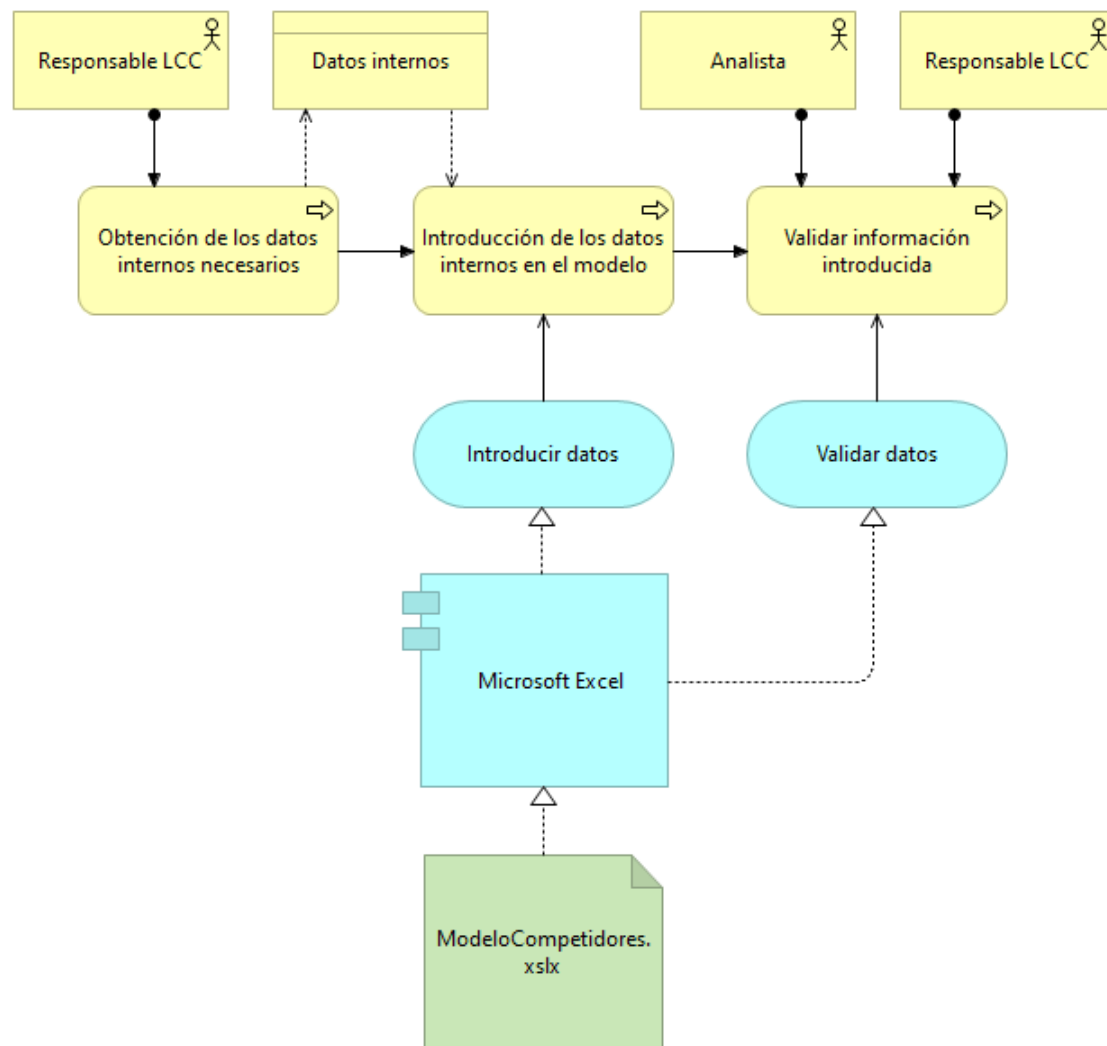 Responsable LCC
Datos internos
Analista
Responsable LCC
Obtención de los datos
internos necesarios
Introducción de los datos
internos en el modelo
Validar información
introducida
Introducir datos
Validar datos
Microsoft Excel
ModeloCompetidores.
xslx